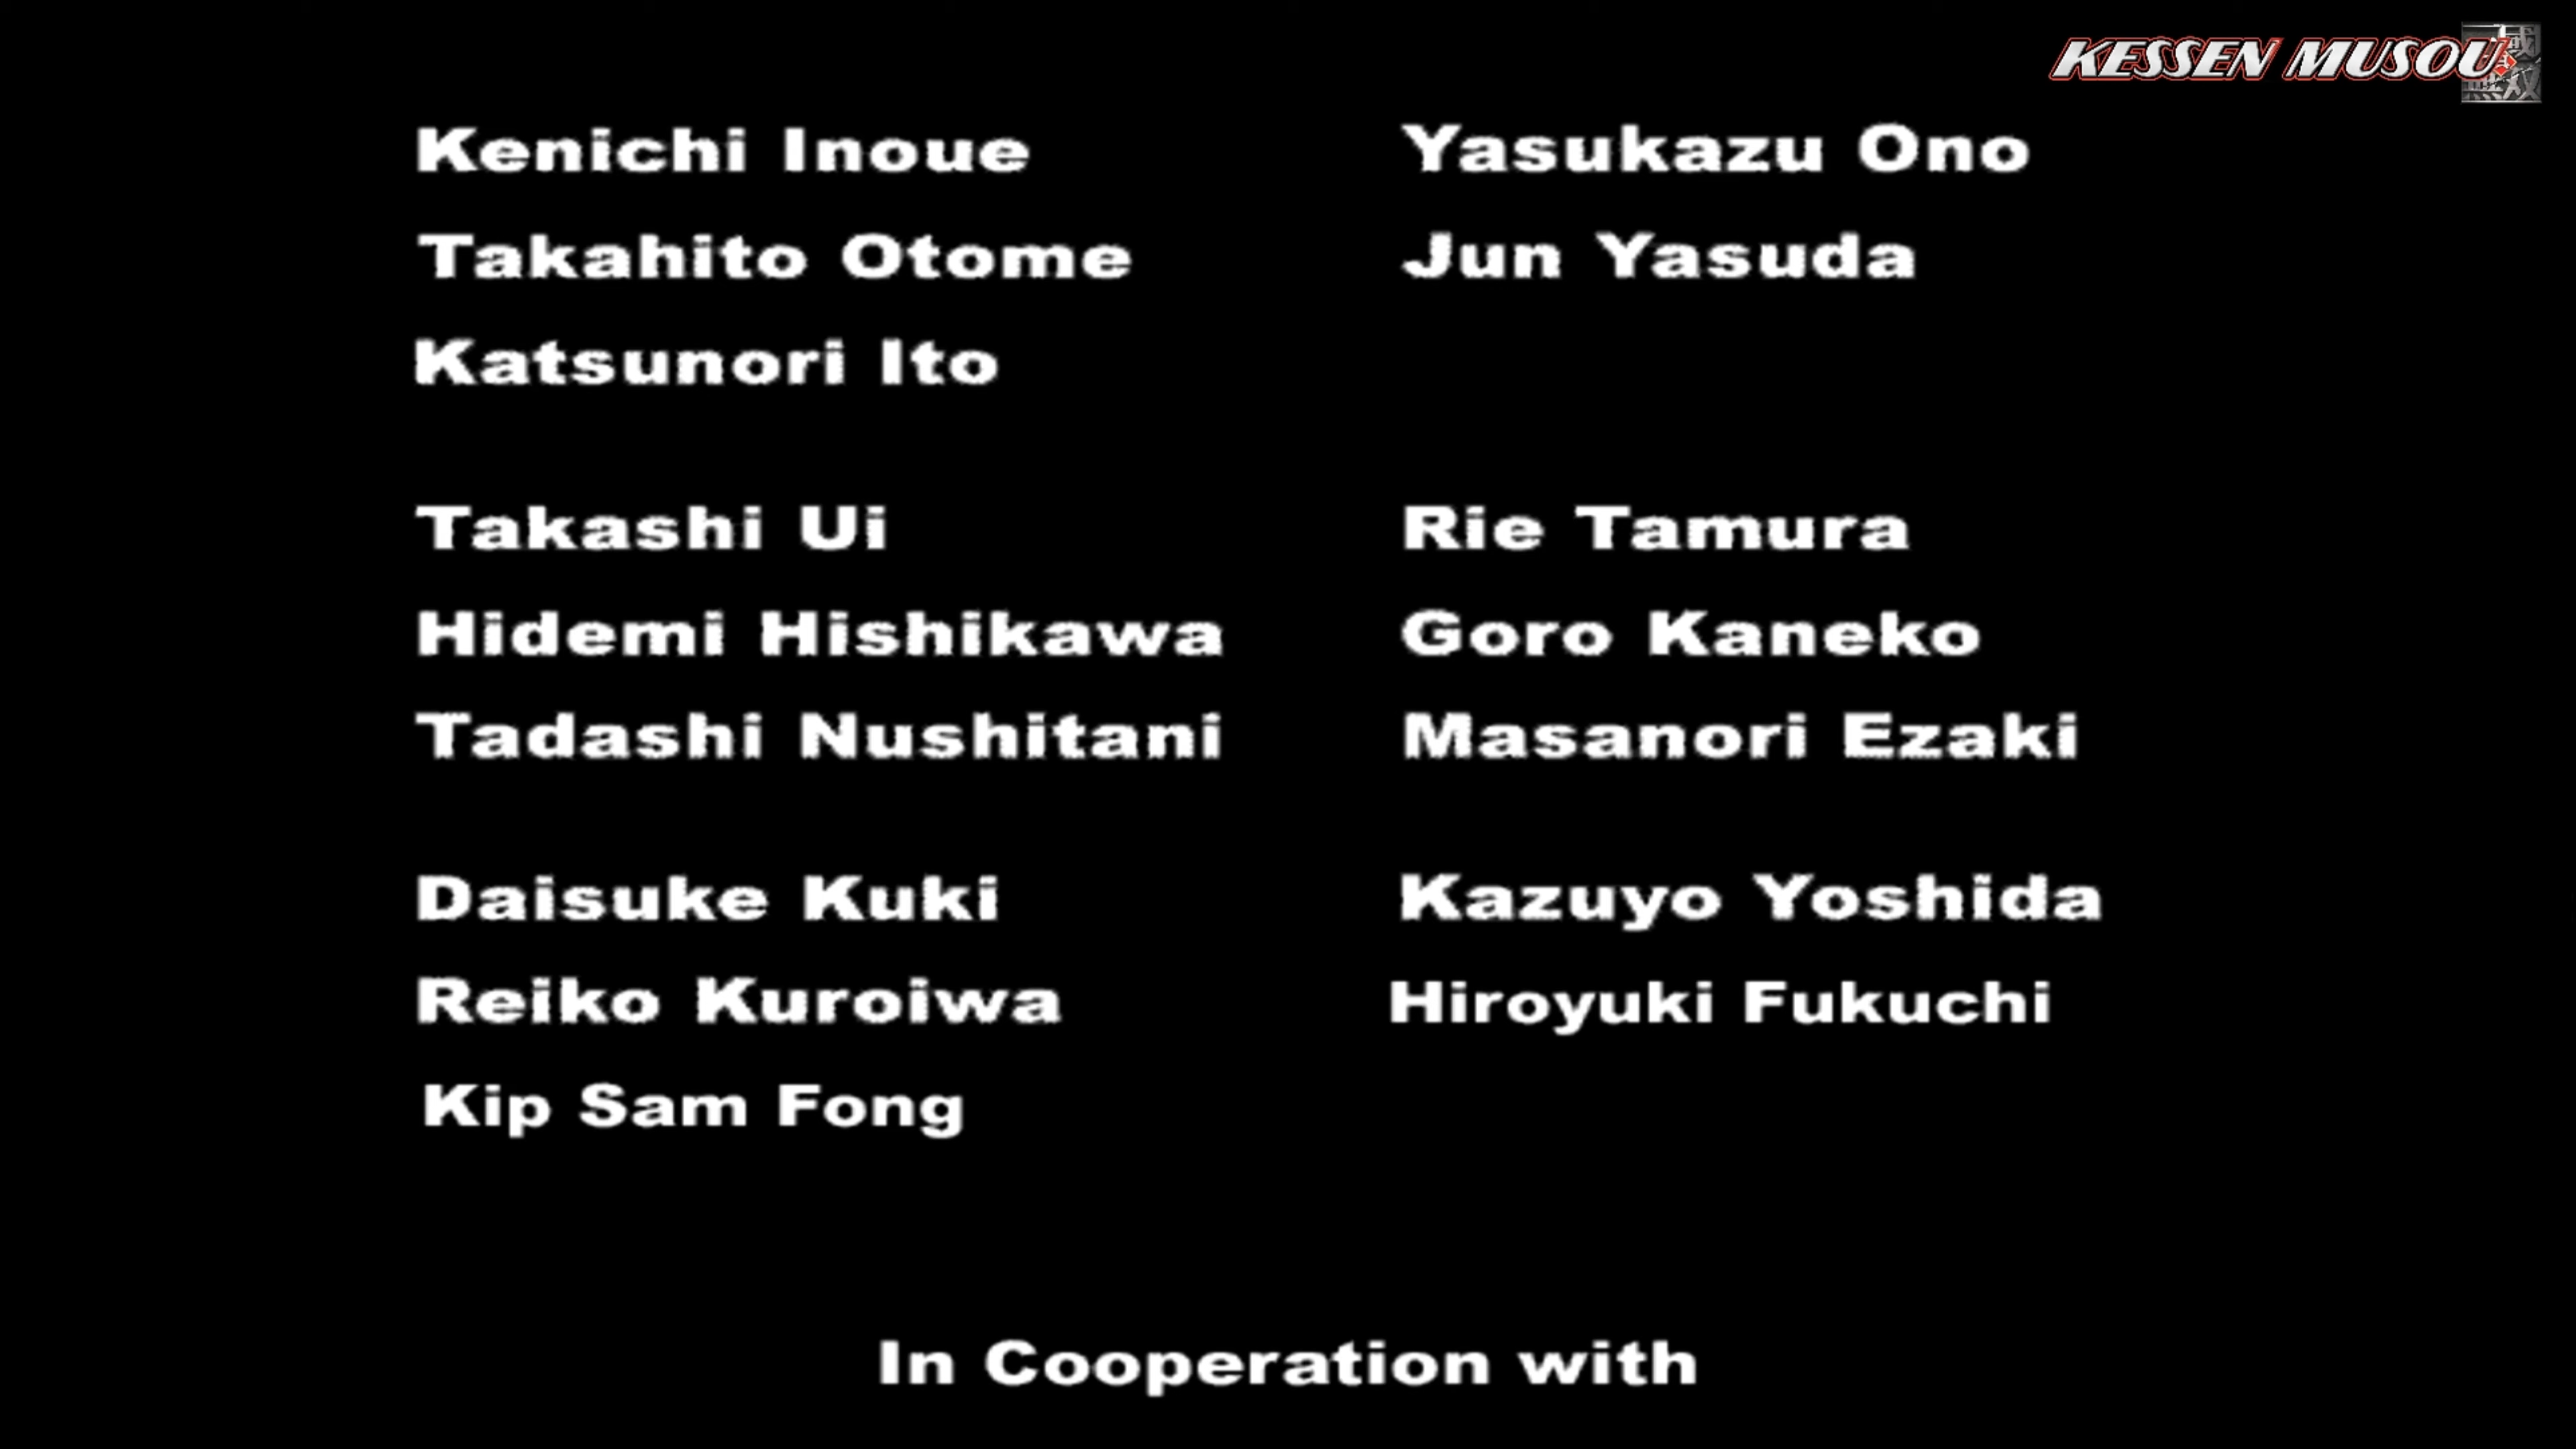 KESSEN MUSOU
Kenichi Inoue
Yasukazu Ono
Takahito Otome
Jun Yasuda
Katsunori Ito
Takashi Ui
Rie Tamura
Hidemi Hishikawa
Goro Kaneko
Tadashi Nushitani
Masanori Ezaki
Daisuke Kuki
Kazuyo Yoshida
Reiko Kuroiwa
Hiroyuki Fukuchi
Kip Sam Fong
In Cooperation with